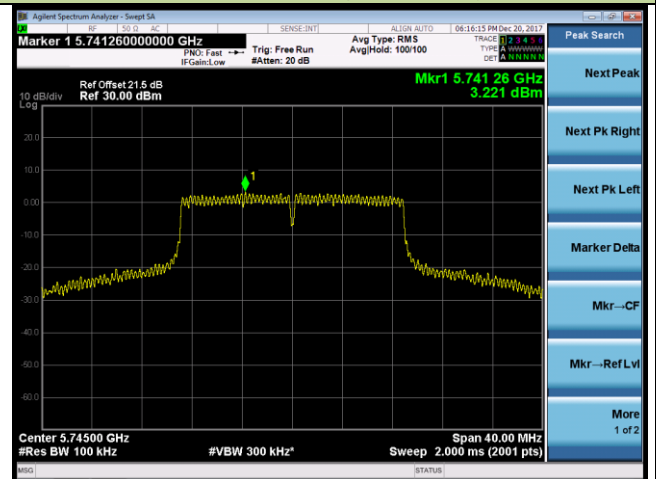 Agilent Spectrum Analyzer - Swept SA
RF 50 Ω AC SENSE:INT ALIGN AUTO 06:16:15 PM Dec 20, 2017
Marker 1 5.741260000000 GHz
PNO: Fast
IFGain:Low
Trig: Free Run
#Atten: 20 dB
Avg Type: RMS
Avg|Hold: 100/100
TRACE 1 2 3 4 5 6
TYPE A WWWWW
DET A N N N N N
Peak Search
Mkr1 5.741 26 GHz
3.221 dBm
Ref Offset 21.5 dB
10 dB/div Ref 30.00 dBm
Log
20.0
10.0
0.00
-10.0
-20.0
-30.0
-40.0
-50.0
-60.0
1
Center 5.74500 GHz Span 40.00 MHz
#Res BW 100 kHz #VBW 300 kHz* Sweep 2.000 ms (2001 pts)
MSG STATUS
Next Peak
Next Pk Right
Next Pk Left
Marker Delta
Mkr→CF
Mkr→Ref Lvl
More
1 of 2